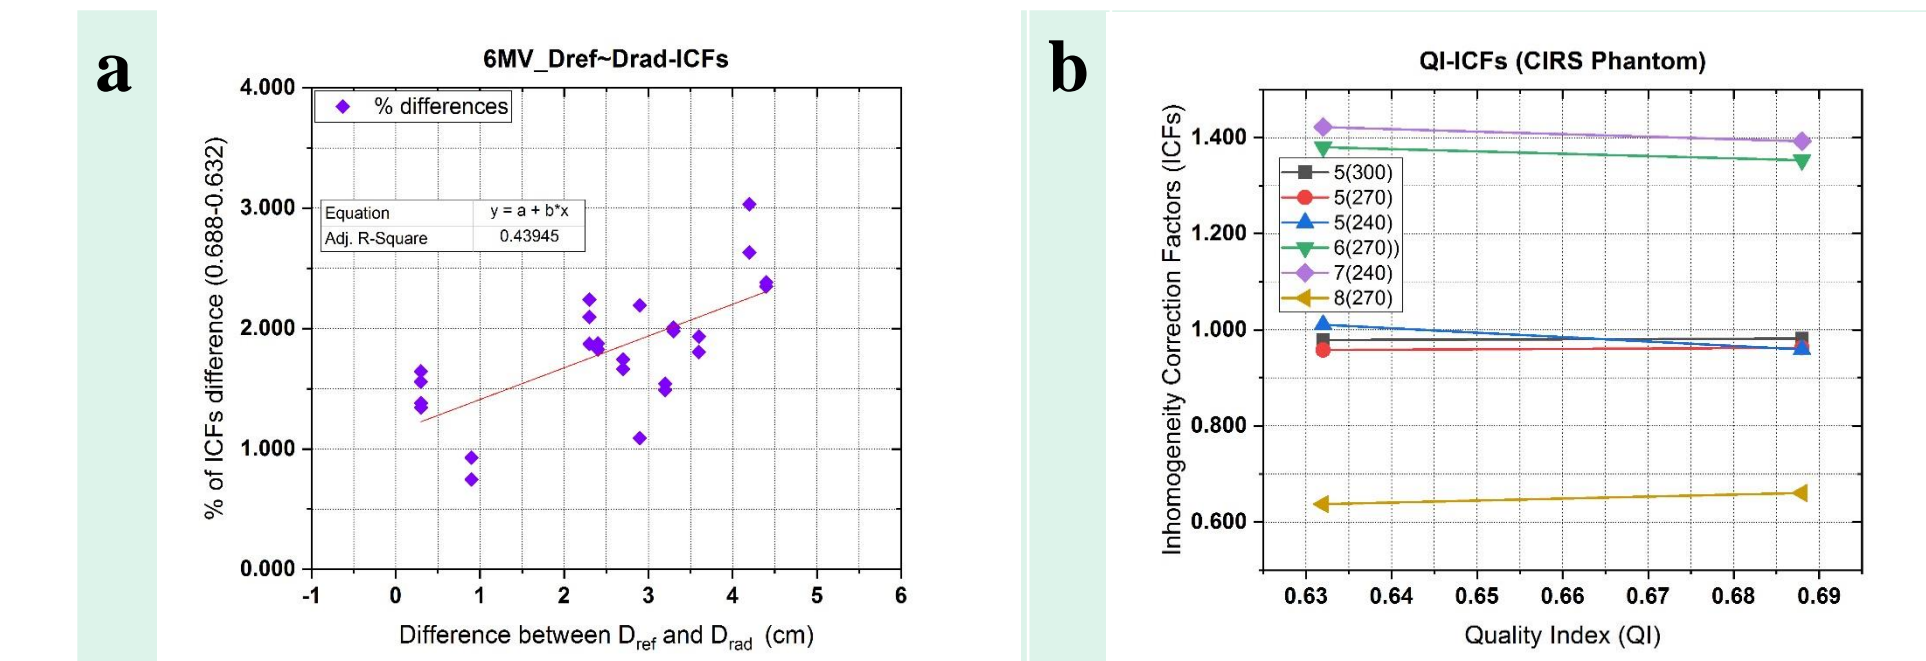 a
6MV_Dref~Drad-ICFs
% differences
Equation y = a + b*x
Adj. R-Square 0.43945
4.000
3.000
2.000
1.000
0.000
-1 0 1 2 3 4 5 6
% of ICFs difference (0.688-0.632)
Difference between Dref and Drad (cm)
b
QI-ICFs (CIRS Phantom)
5(300)
5(270)
5(240)
6(270))
7(240)
8(270)
1.400
1.200
1.000
0.800
0.600
0.63 0.64 0.65 0.66 0.67 0.68 0.69
Inhomogeneity Correction Factors (ICFs)
Quality Index (QI)